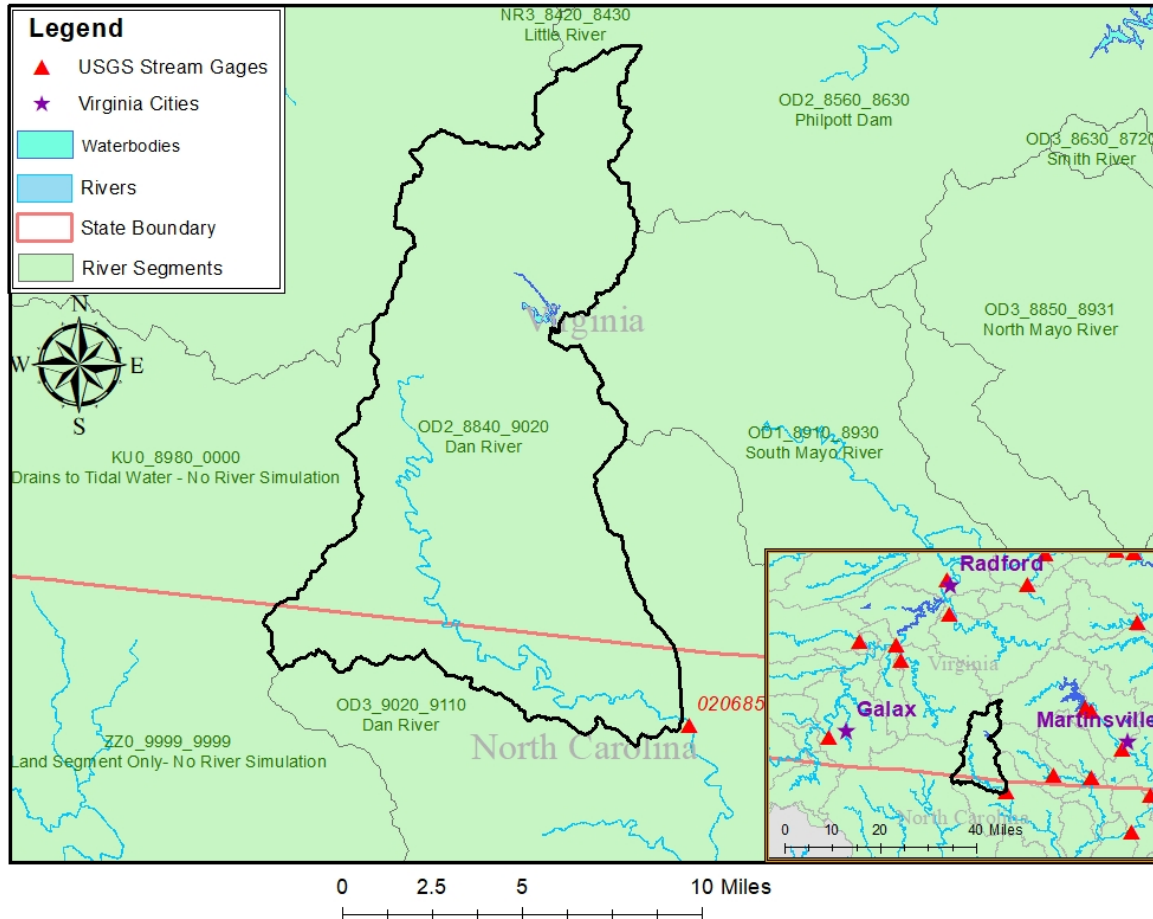 Legend
USGS Stream Gages
Virginia Cities
Waterbodies
Rivers
State Boundary
River Segments
N
W
E
S
NR3_8420_8430
Little River
OD2_8560_8630
Philpott Dam
OD3_8630_8720
Smith River
Virginia
OD3_8850_8931
North Mayo River
OD2_8840_9020
Dan River
OD1_8910_8930
South Mayo River
KU0_8980_0000
Drains to Tidal Water - No River Simulation
OD3_9020_9110
Dan River
020685
North Carolina
ZZ0_9999_9999
Land Segment Only- No River Simulation
Radford
Virginia
Galax
Martinsville
North Carolina
0 10 20 40 Miles
0 2.5 5 10 Miles